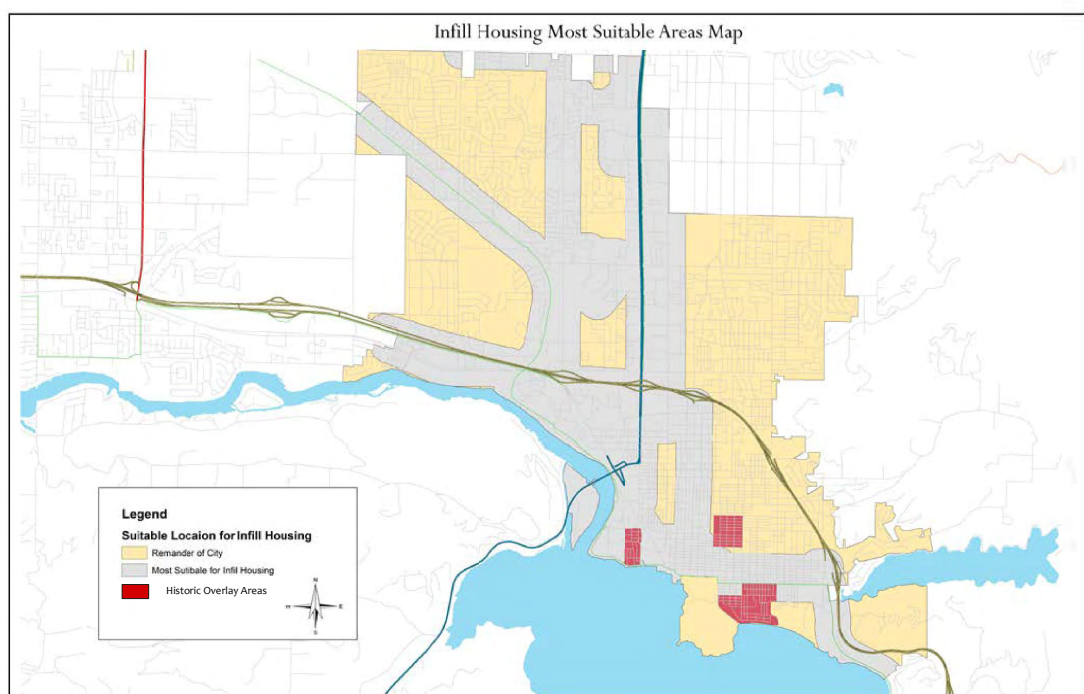 Infill Housing Most Suitable Areas Map
Legend
Suitable Locaion for Infill Housing
Remander of City
Most Sutibale for Infil Housing
Historic Overlay Areas
N
W E
S